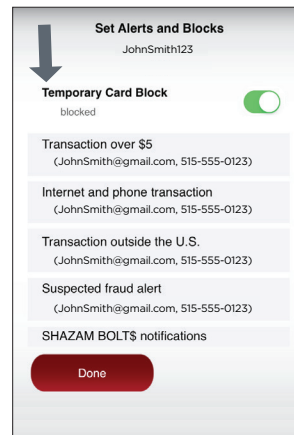 Set Alerts and Blocks
JohnSmith123
Temporary Card Block
blocked
Transaction over $5
(JohnSmith@gmail.com, 515-555-0123)
Internet and phone transaction
(JohnSmith@gmail.com, 515-555-0123)
Transaction outside the U.S.
(JohnSmith@gmail.com, 515-555-0123)
Suspected fraud alert
(JohnSmith@gmail.com, 515-555-0123)
SHAZAM BOLT$ notifications
Done